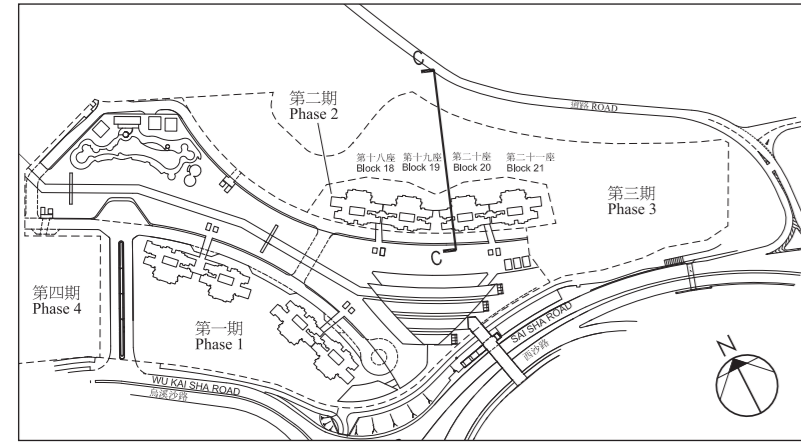 C
道路 ROAD
第二期
Phase 2
第十八座 第十九座 第二十座 第二十一座
Block 18 Block 19 Block 20 Block 21
第三期
Phase 3
C
第四期
Phase 4
第一期
Phase 1
SAI SHA ROAD
西沙路
WU KAI SHA ROAD
烏溪沙路
N